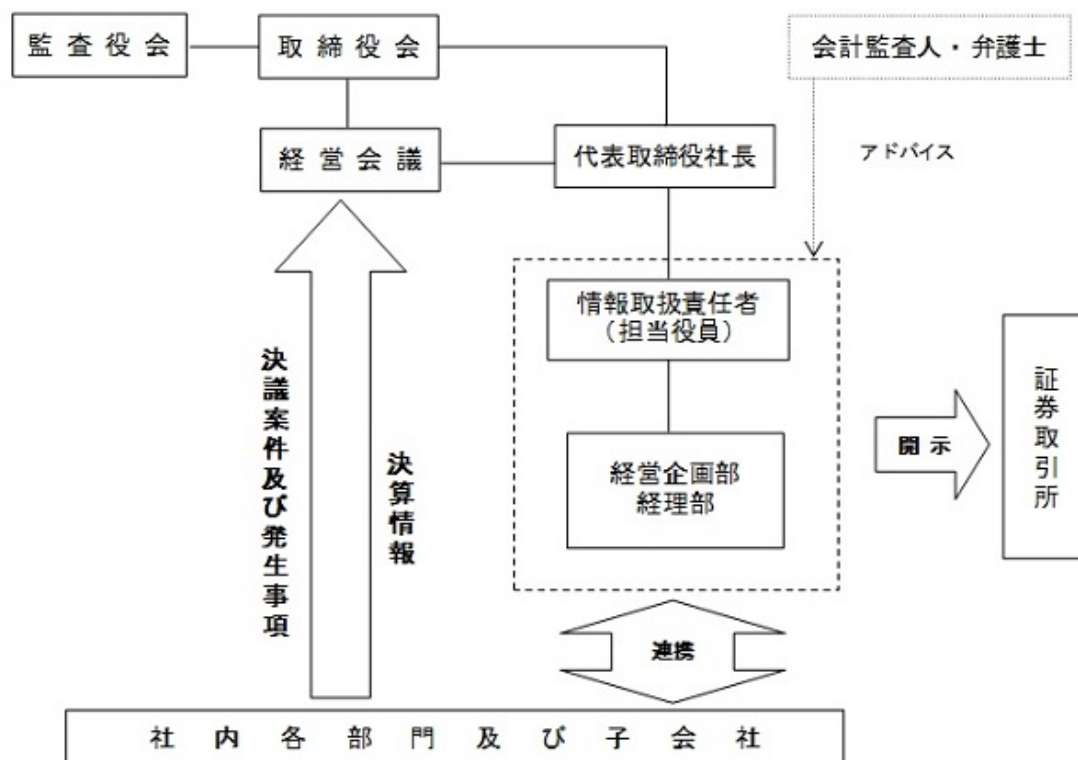 監査役会
取締役会
会計監査人・弁護士
経営会議
代表取締役社長
アドバイス
情報取扱責任者
（担当役員）
決議案件及び発生事項
決算情報
経営企画部
経理部
開示
証券取引所
連携
社内各部門及び子会社